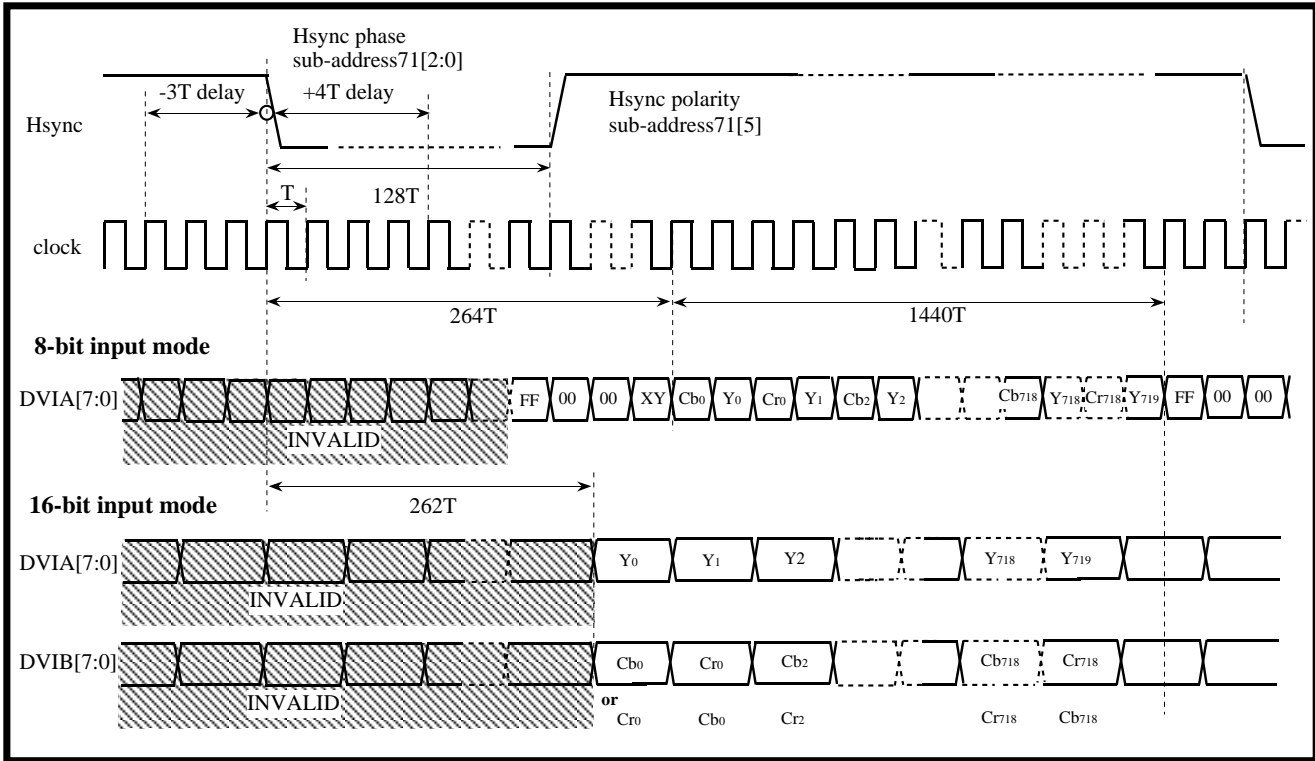 Hsync phase
sub-address71[2:0]
-3T delay
+4T delay
Hsync
Hsync polarity
sub-address71[5]
T
128T
clock
264T
1440T
8-bit input mode
DVIA[7:0]
FF 00 00 XY Cb0 Y0 Cr0 Y1 Cb2 Y2 Cb718 Y718 Cr718 Y719 FF 00 00
INVALID
262T
16-bit input mode
DVIA[7:0]
Y0 Y1 Y2 Y718 Y719
INVALID
DVIB[7:0]
Cb0 Cr0 Cb2 Cb718 Cr718
INVALID
or
Cr0 Cb0 Cr2 Cr718 Cb718